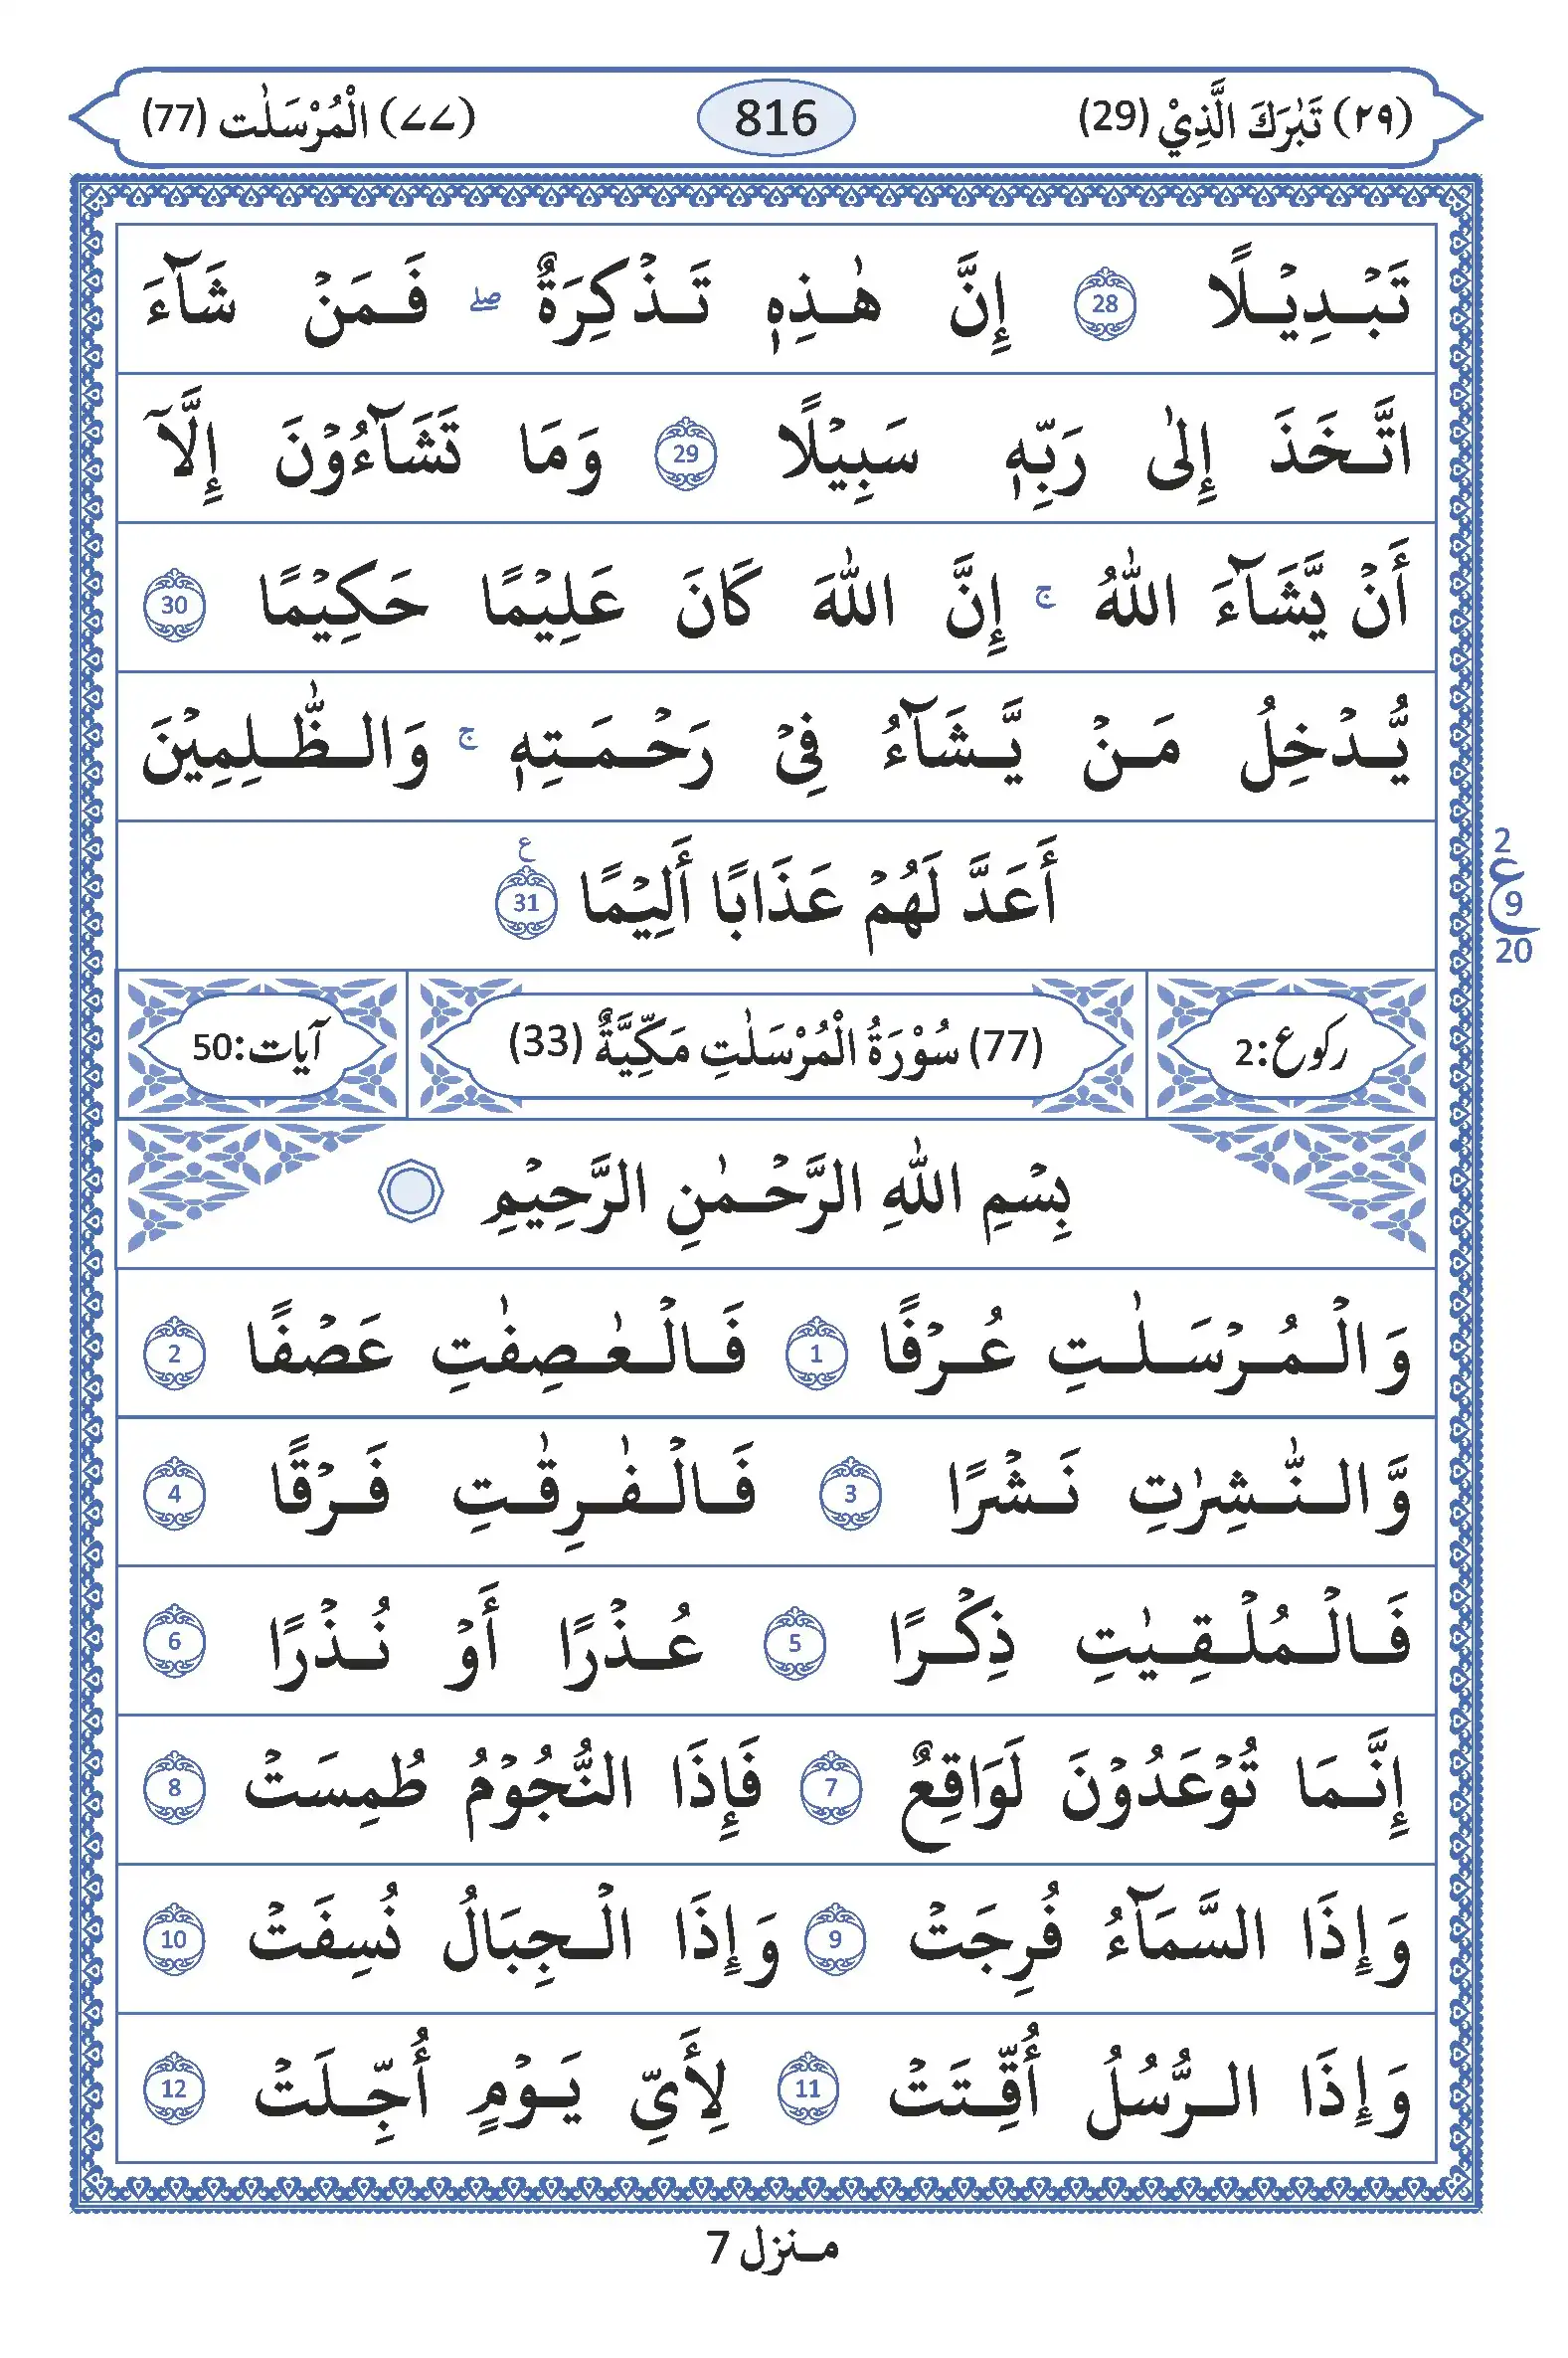 (٢٩) تَبٰرَكَ الَّذِيْ (29) 816 (٧٧) الْمُرْسَلٰت (77)
تَبْدِيْلًا 28 إِنَّ هٰذِهٖ تَذْكِرَةٌ ۖ فَمَنْ شَآءَ
اتَّخَذَ إِلٰى رَبِّهٖ سَبِيْلًا 29 وَمَا تَشَآءُوْنَ إِلَّآ
أَنْ يَّشَآءَ اللّٰهُ ۚ إِنَّ اللّٰهَ كَانَ عَلِيْمًا حَكِيْمًا 30
يُّدْخِلُ مَنْ يَّشَآءُ فِيْ رَحْمَتِهٖ ۚ وَالظّٰلِمِيْنَ
أَعَدَّ لَهُمْ عَذَابًا أَلِيْمًا 31 ع
2
ع 9
20
رکوع:2 (77) سُوْرَةُ الْمُرْسَلٰتِ مَكِّيَّةٌ (33) آیات:50
بِسْمِ اللّٰهِ الرَّحْمٰنِ الرَّحِيْمِ
وَالْمُرْسَلٰتِ عُرْفًا 1 فَالْعٰصِفٰتِ عَصْفًا 2
وَّالنّٰشِرٰتِ نَشْرًا 3 فَالْفٰرِقٰتِ فَرْقًا 4
فَالْمُلْقِيٰتِ ذِكْرًا 5 عُذْرًا أَوْ نُذْرًا 6
إِنَّمَا تُوْعَدُوْنَ لَوَاقِعٌ 7 فَإِذَا النُّجُوْمُ طُمِسَتْ 8
وَإِذَا السَّمَآءُ فُرِجَتْ 9 وَإِذَا الْجِبَالُ نُسِفَتْ 10
وَإِذَا الرُّسُلُ أُقِّتَتْ 11 لِأَيِّ يَوْمٍ أُجِّلَتْ 12
منزل 7